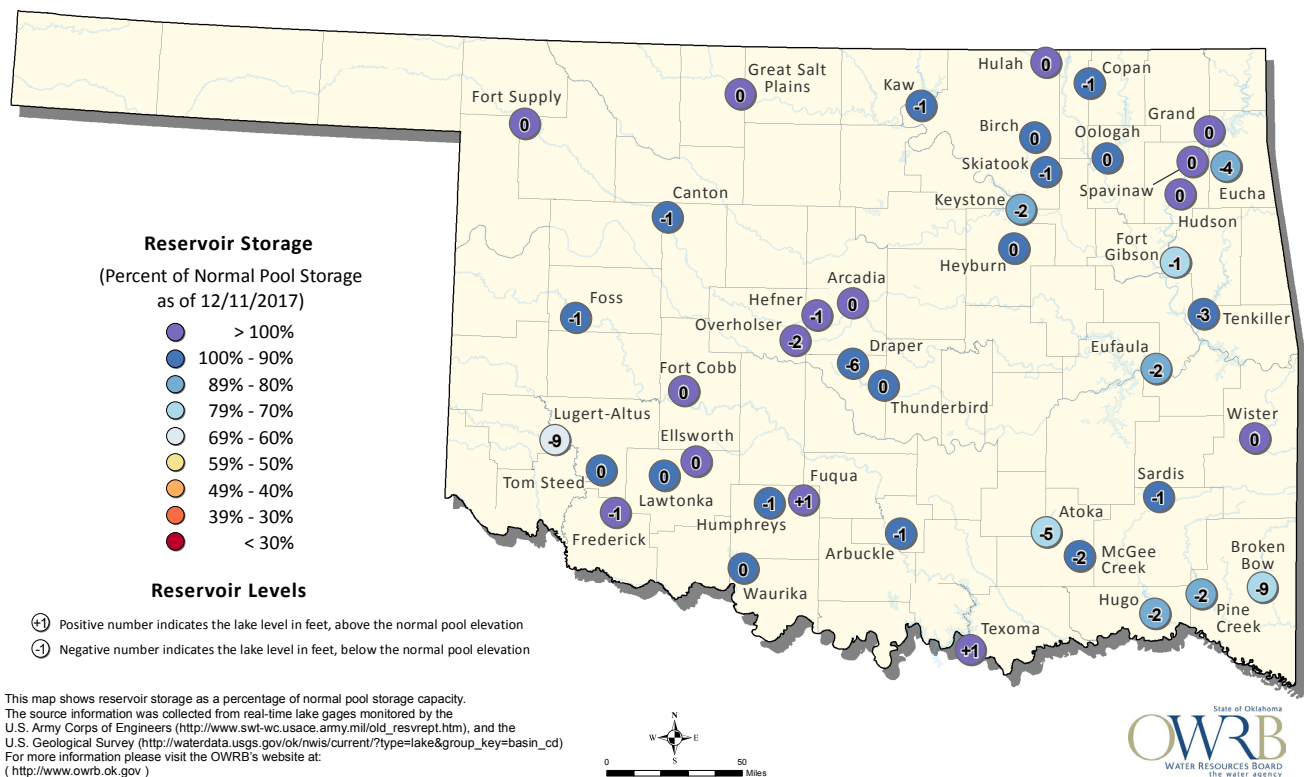 Hulah
0
Copan
-1
Great Salt
Plains
0
Kaw
-1
Fort Supply
0
Grand
0
Birch
0
Oologah
0
Skiatook
-1
Spavinaw
0
-4
Eucha
0
Hudson
Canton
-1
Keystone
-2
Heyburn
0
Fort
Gibson
-1
Reservoir Storage
(Percent of Normal Pool Storage
as of 12/11/2017)
> 100%
100% - 90%
89% - 80%
79% - 70%
69% - 60%
59% - 50%
49% - 40%
39% - 30%
< 30%
Foss
-1
Arcadia
0
Hefner
-1
Overholser
-2
Draper
-6
0
Thunderbird
-3
Tenkiller
Eufaula
-2
Fort Cobb
0
Lugert-Altus
-9
Ellsworth
0
Wister
0
Tom Steed
0
Lawtonka
0
Fuqua
+1
Humphreys
-1
Sardis
-1
Frederick
-1
Arbuckle
-1
Atoka
-5
-2
McGee
Creek
0
Waurika
Broken
Bow
-9
Hugo
-2
-2
Pine
Creek
Texoma
+1
Reservoir Levels
+1 Positive number indicates the lake level in feet, above the normal pool elevation
-1 Negative number indicates the lake level in feet, below the normal pool elevation
This map shows reservoir storage as a percentage of normal pool storage capacity.
The source information was collected from real-time lake gages monitored by the
U.S. Army Corps of Engineers (http://www.swt-wc.usace.army.mil/old_resvrept.htm), and the
U.S. Geological Survey (http://waterdata.usgs.gov/ok/nwis/current/?type=lake&group_key=basin_cd)
For more information please visit the OWRB's website at:
( http://www.owrb.ok.gov )
N
W E
S
0 50
Miles
State of Oklahoma
OWRB
WATER RESOURCES BOARD
the water agency